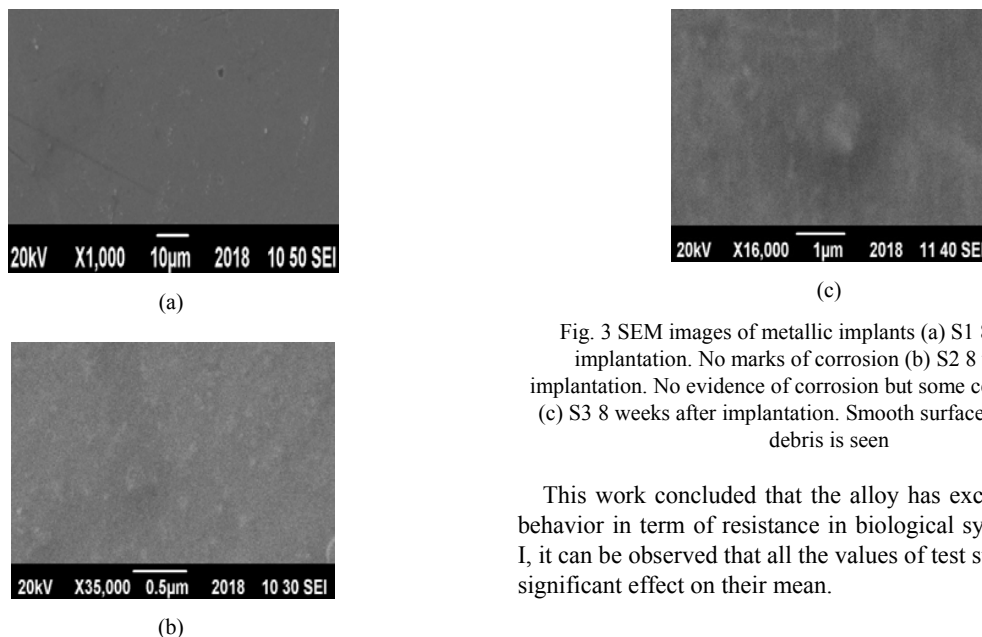 20kV X1,000 10µm 2018 10 50 SEI
(a)
20kV X35,000 0.5µm 2018 10 30 SEI
(b)
20kV X16,000 1µm 2018 11 40
(c)
Fig. 3 SEM images of metallic implants (a) S1
implantation. No marks of corrosion (b) S2 8
implantation. No evidence of corrosion but some
(c) S3 8 weeks after implantation. Smooth surface
debris is seen
This work concluded that the alloy has
behavior in term of resistance in biological
I, it can be observed that all the values of test
significant effect on their mean.